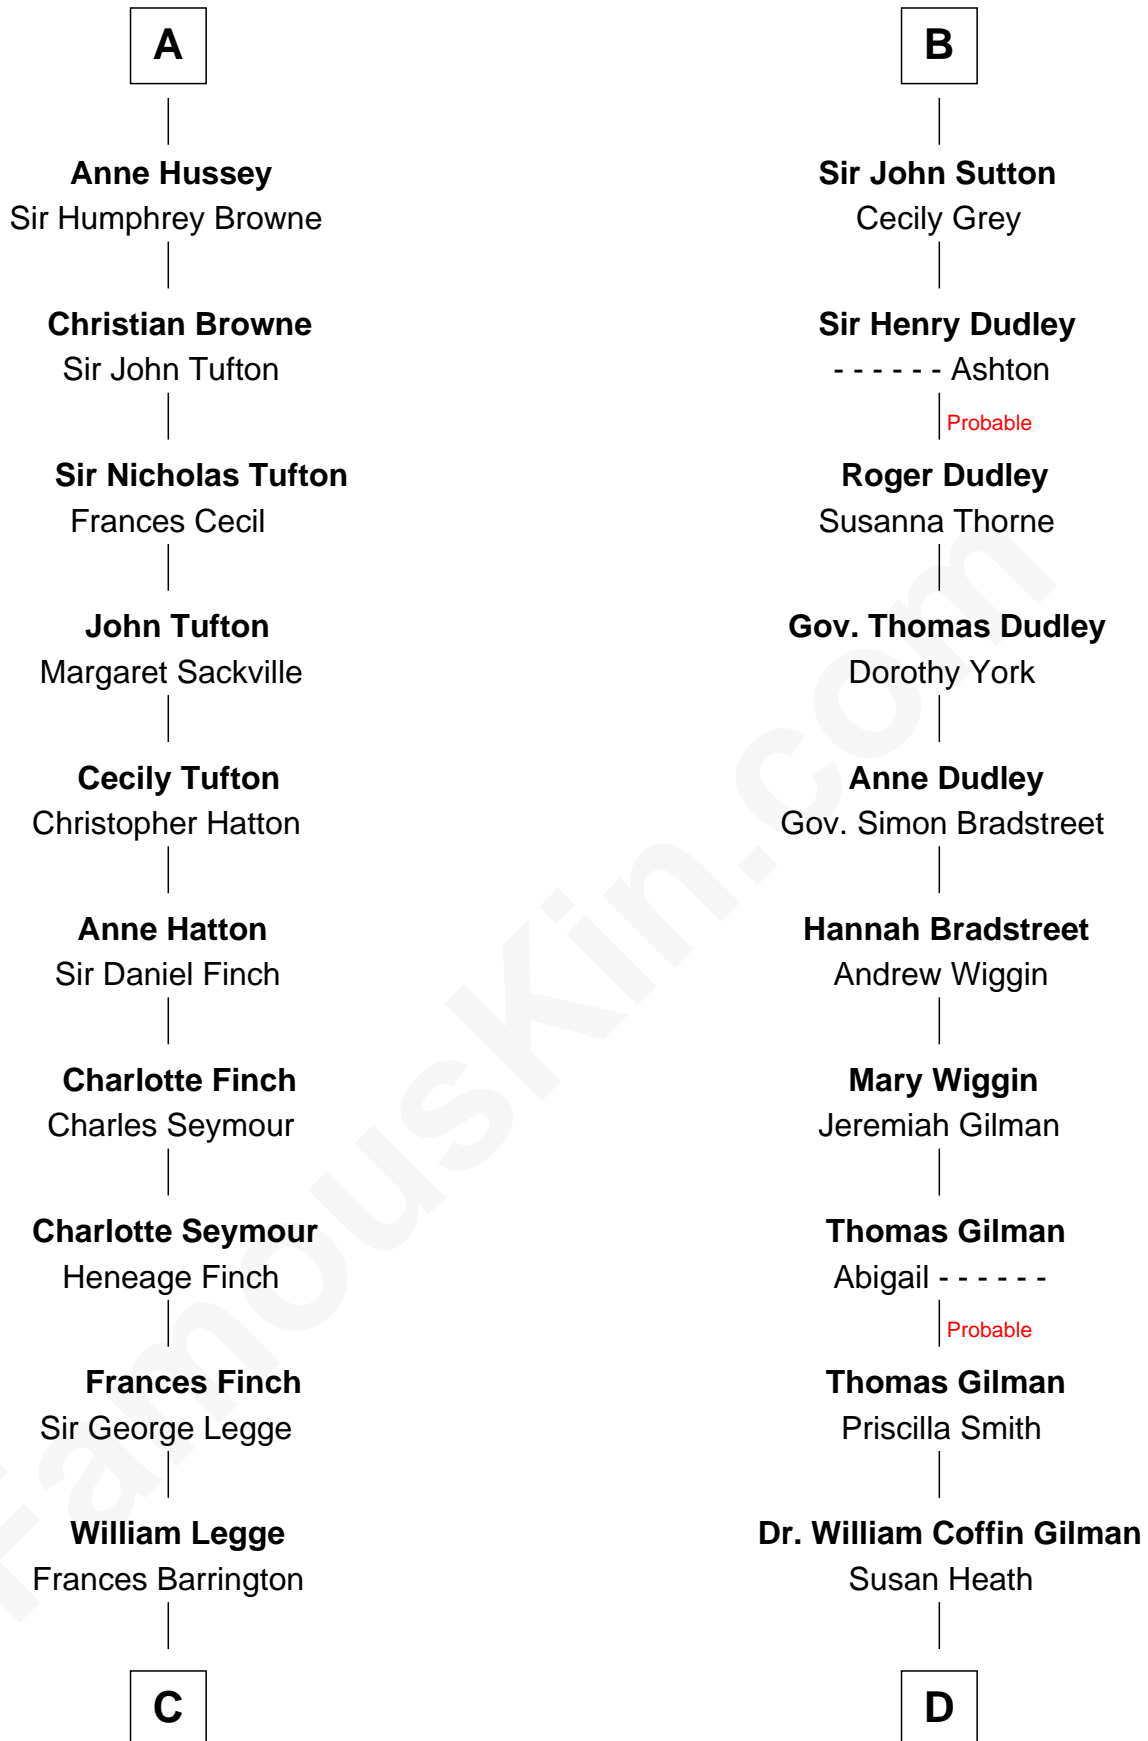 A
Anne Hussey
Sir Humphrey Browne
Christian Browne
Sir John Tufton
Sir Nicholas Tufton
Frances Cecil
John Tufton
Margaret Sackville
Cecily Tufton
Christopher Hatton
Anne Hatton
Sir Daniel Finch
Charlotte Finch
Charles Seymour
Charlotte Seymour
Heneage Finch
Frances Finch
Sir George Legge
William Legge
Frances Barrington
C
B
Sir John Sutton
Cecily Grey
Sir Henry Dudley
- - - - - - Ashton
Probable
Roger Dudley
Susanna Thorne
Gov. Thomas Dudley
Dorothy York
Anne Dudley
Gov. Simon Bradstreet
Hannah Bradstreet
Andrew Wiggin
Mary Wiggin
Jeremiah Gilman
Thomas Gilman
Abigail - - - - - -
Probable
Thomas Gilman
Priscilla Smith
Dr. William Coffin Gilman
Susan Heath
D
FamousKin.com